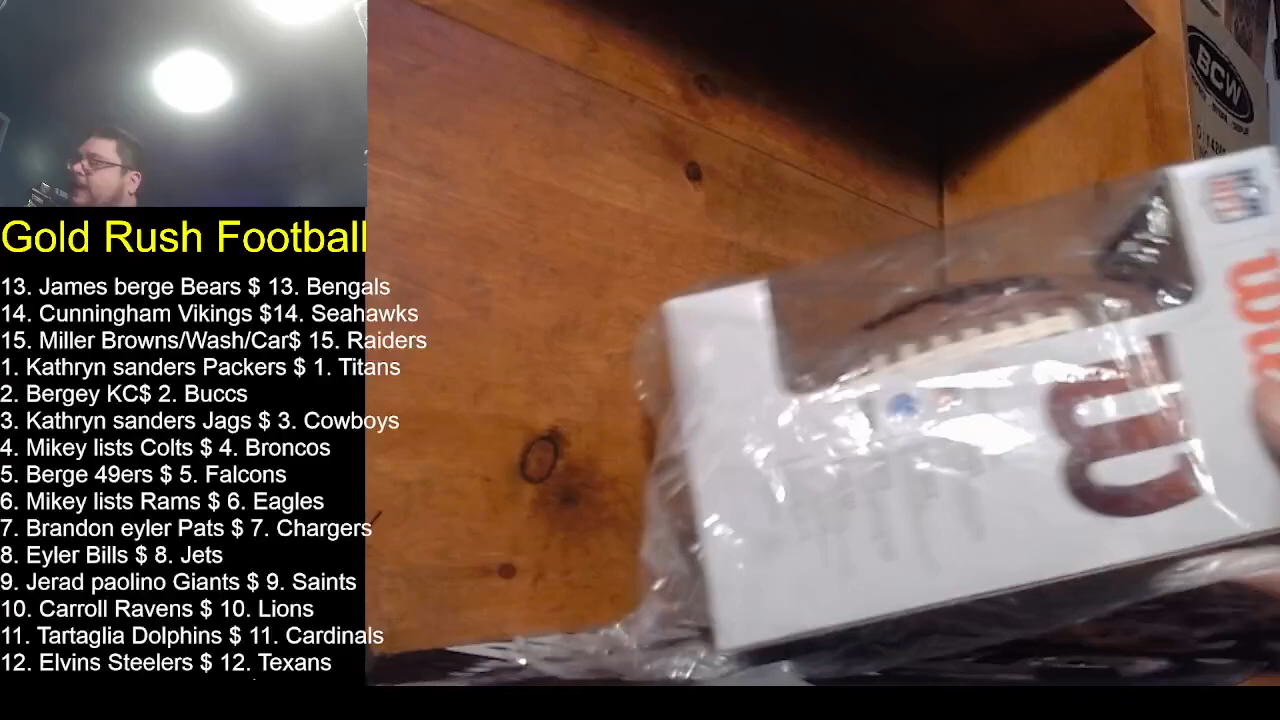 Gold Rush Football
13. James berge Bears $ 13. Bengals
14. Cunningham Vikings $14. Seahawks
15. Miller Browns/Wash/Car$ 15. Raiders
1. Kathryn sanders Packers $ 1. Titans
2. Bergey KC$ 2. Buccs
3. Kathryn sanders Jags $ 3. Cowboys
4. Mikey lists Colts $ 4. Broncos
5. Berge 49ers $ 5. Falcons
6. Mikey lists Rams $ 6. Eagles
7. Brandon eyler Pats $ 7. Chargers
8. Eyler Bills $ 8. Jets
9. Jerad paolino Giants $ 9. Saints
10. Carroll Ravens $ 10. Lions
11. Tartaglia Dolphins $ 11. Cardinals
12. Elvins Steelers $ 12. Texans
BCW